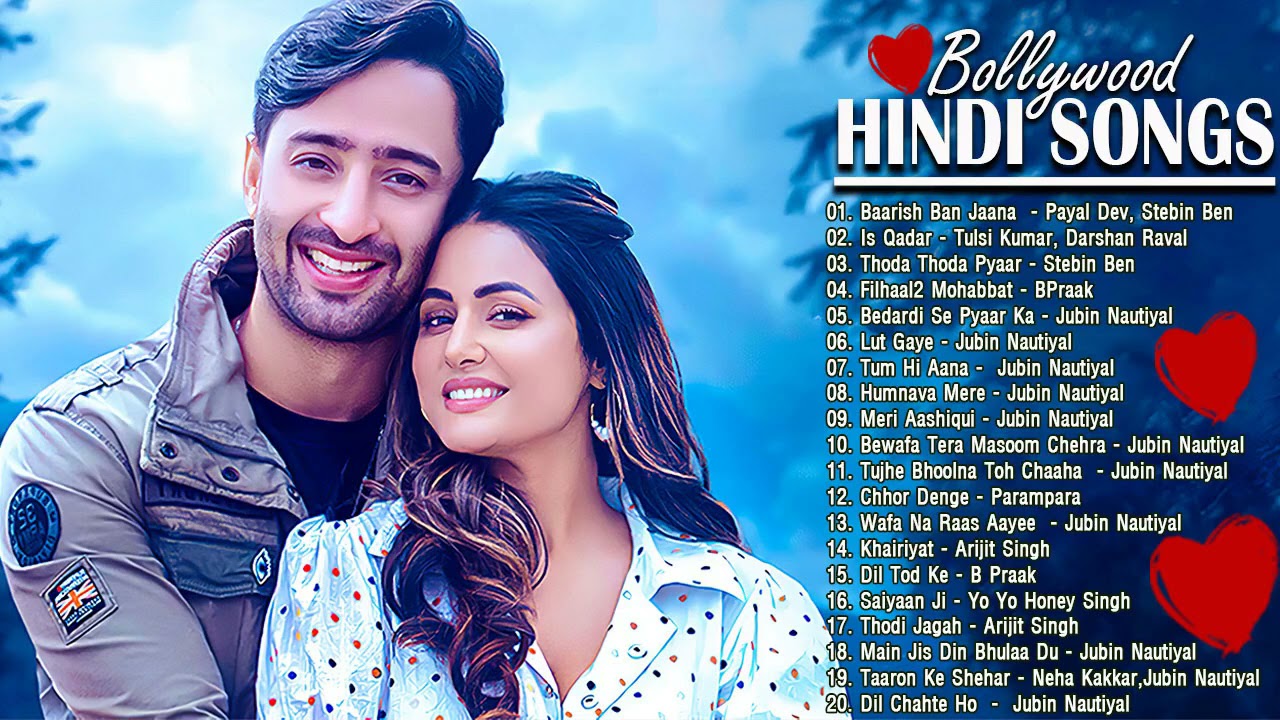 Bollywood
HINDI SONGS
01. Baarish Ban Jaana - Payal Dev, Stebin Ben
02. Is Qadar - Tulsi Kumar, Darshan Raval
03. Thoda Thoda Pyaar - Stebin Ben
04. Filhaal2 Mohabbat - BPraak
05. Bedardi Se Pyaar Ka - Jubin Nautiyal
06. Lut Gaye - Jubin Nautiyal
07. Tum Hi Aana - Jubin Nautiyal
08. Humnava Mere - Jubin Nautiyal
09. Meri Aashiqui - Jubin Nautiyal
10. Bewafa Tera Masoom Chehra - Jubin Nautiyal
11. Tujhe Bhoolna Toh Chaaha - Jubin Nautiyal
12. Chhor Denge - Parampara
13. Wafa Na Raas Aayee - Jubin Nautiyal
14. Khairiyat - Arijit Singh
15. Dil Tod Ke - B Praak
16. Saiyaan Ji - Yo Yo Honey Singh
17. Thodi Jagah - Arijit Singh
18. Main Jis Din Bhulaa Du - Jubin Nautiyal
19. Taaron Ke Shehar - Neha Kakkar,Jubin Nautiyal
20. Dil Chahte Ho - Jubin Nautiyal